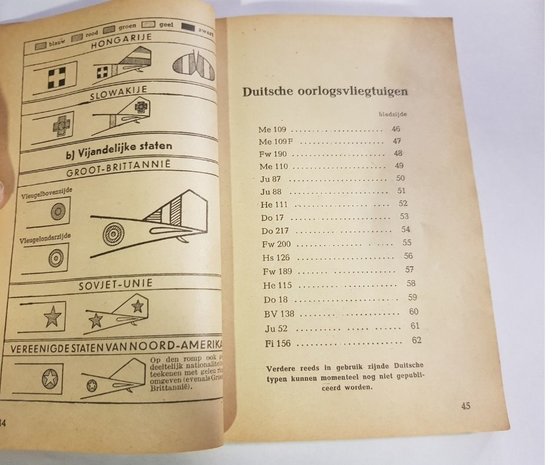 blauw rood groen geel zwart
HONGARIJE
SLOWAKIJE
b) Vijandelijke staten
GROOT-BRITTANNIË
Vleugelbovenzijde
Vleugelonderzijde
SOVJET-UNIE
VEREENIGDE STATEN VAN NOORD-AMERIKA
Op den romp ook
deeltelijk nationalit
teekenen met gelen
omgeven (evenals Groo
Brittannië).
Duitsche oorlogsvliegtuigen
bladzijde
Me 109 .................... 46
Me 109 F .................... 47
Fw 190 .................... 48
Me 110 .................... 49
Ju 87 .................... 50
Ju 88 .................... 51
He 111 .................... 52
Do 17 .................... 53
Do 217 .................... 54
Fw 200 .................... 55
Hs 126 .................... 56
Fw 189 .................... 57
He 115 .................... 58
Do 18 .................... 59
BV 138 .................... 60
Ju 52 .................... 61
Fi 156 .................... 62
Verdere reeds in gebruik zijnde Duitsche
typen kunnen momenteel nog niet gepubli-
ceerd worden.
45